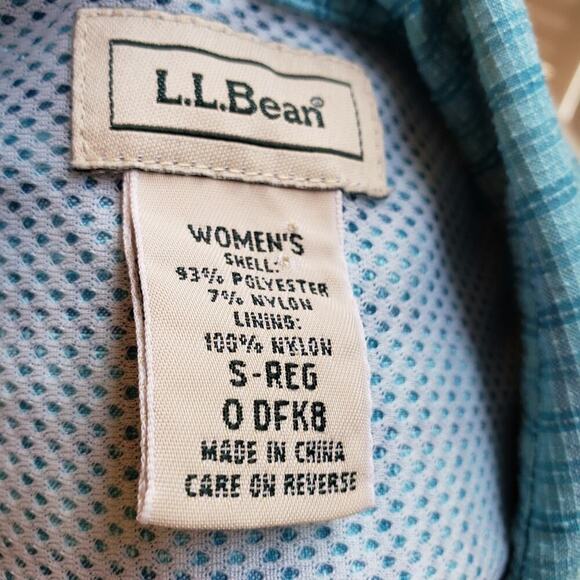 L.L.Bean®
WOMEN'S
SHELL:
93% POLYESTER
7% NYLON
LINING:
100% NYLON
S-REG
0 DFK8
MADE IN CHINA
CARE ON REVERSE